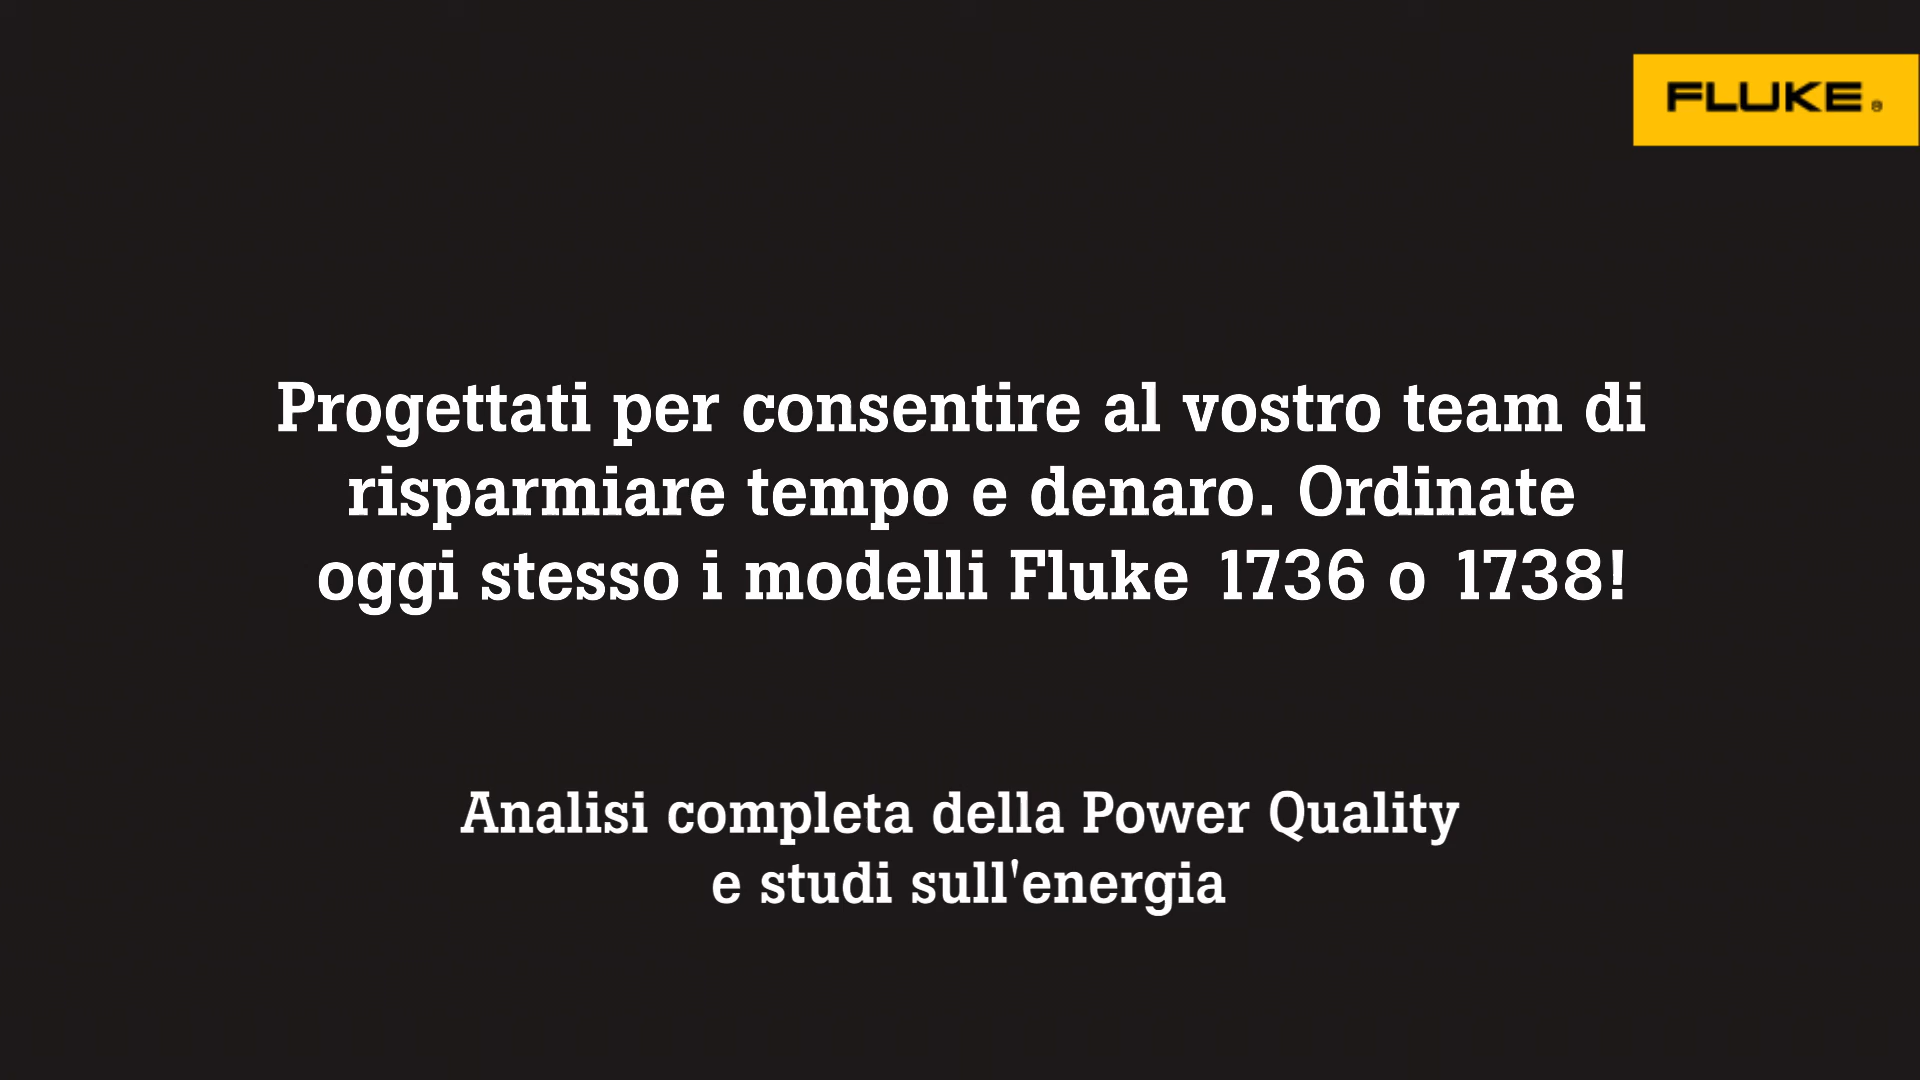 FLUKE®
Progettati per consentire al vostro team di
risparmiare tempo e denaro. Ordinate
oggi stesso i modelli Fluke 1736 o 1738!
Analisi completa della Power Quality
e studi sull'energia